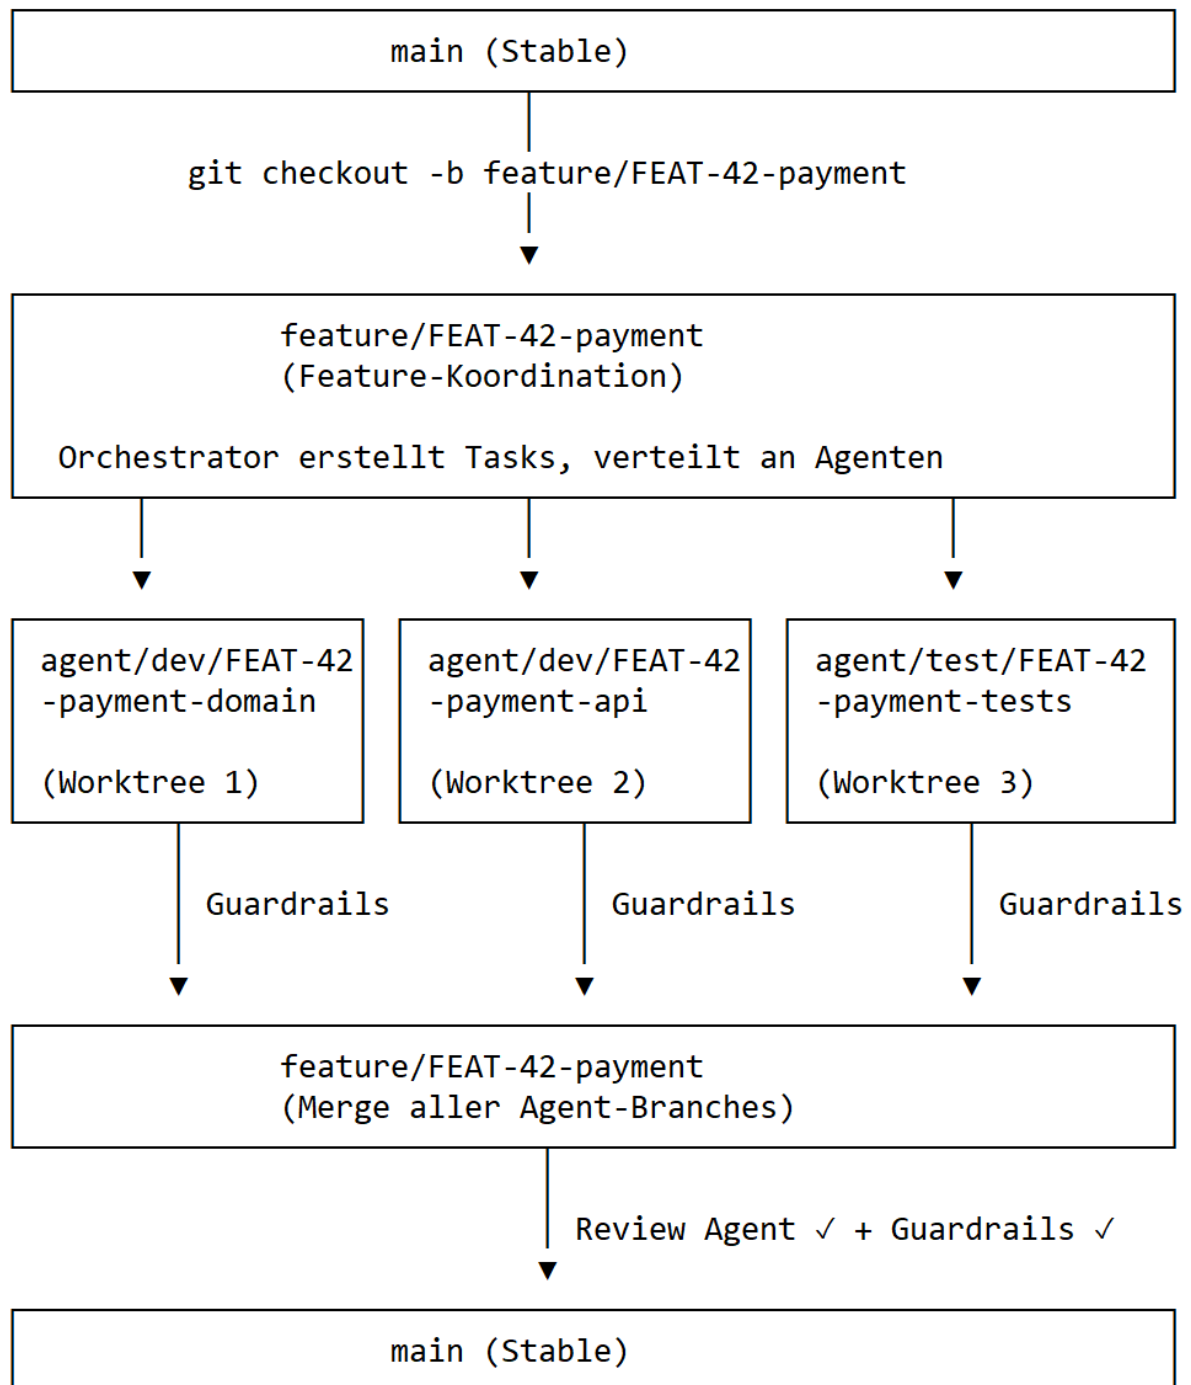 main (Stable)
git checkout -b feature/FEAT-42-payment
feature/FEAT-42-payment
(Feature-Koordination)
Orchestrator erstellt Tasks, verteilt an Agenten
agent/dev/FEAT-42
-payment-domain
(Worktree 1)
agent/dev/FEAT-42
-payment-api
(Worktree 2)
agent/test/FEAT-42
-payment-tests
(Worktree 3)
Guardrails
Guardrails
Guardrails
feature/FEAT-42-payment
(Merge aller Agent-Branches)
Review Agent ✓ + Guardrails ✓
main (Stable)